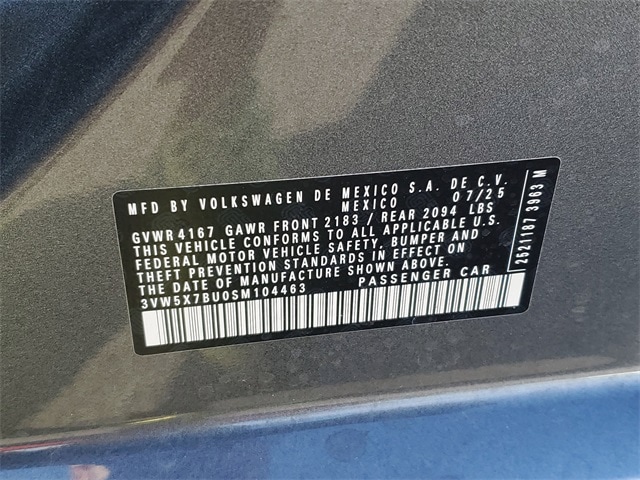 MFD BY VOLKSWAGEN DE MEXICO S.A. DE C.V.
MEXICO 07/25
GVWR 4167 GAWR FRONT 2183 / REAR 2094 LBS
THIS VEHICLE CONFORMS TO ALL APPLICABLE U.S.
FEDERAL MOTOR VEHICLE SAFETY, BUMPER AND
THEFT PREVENTION STANDARDS IN EFFECT ON
THE DATE OF MANUFACTURE SHOWN ABOVE.
3VW5X7BU0SM104463 PASSENGER CAR
2521187 3963 M